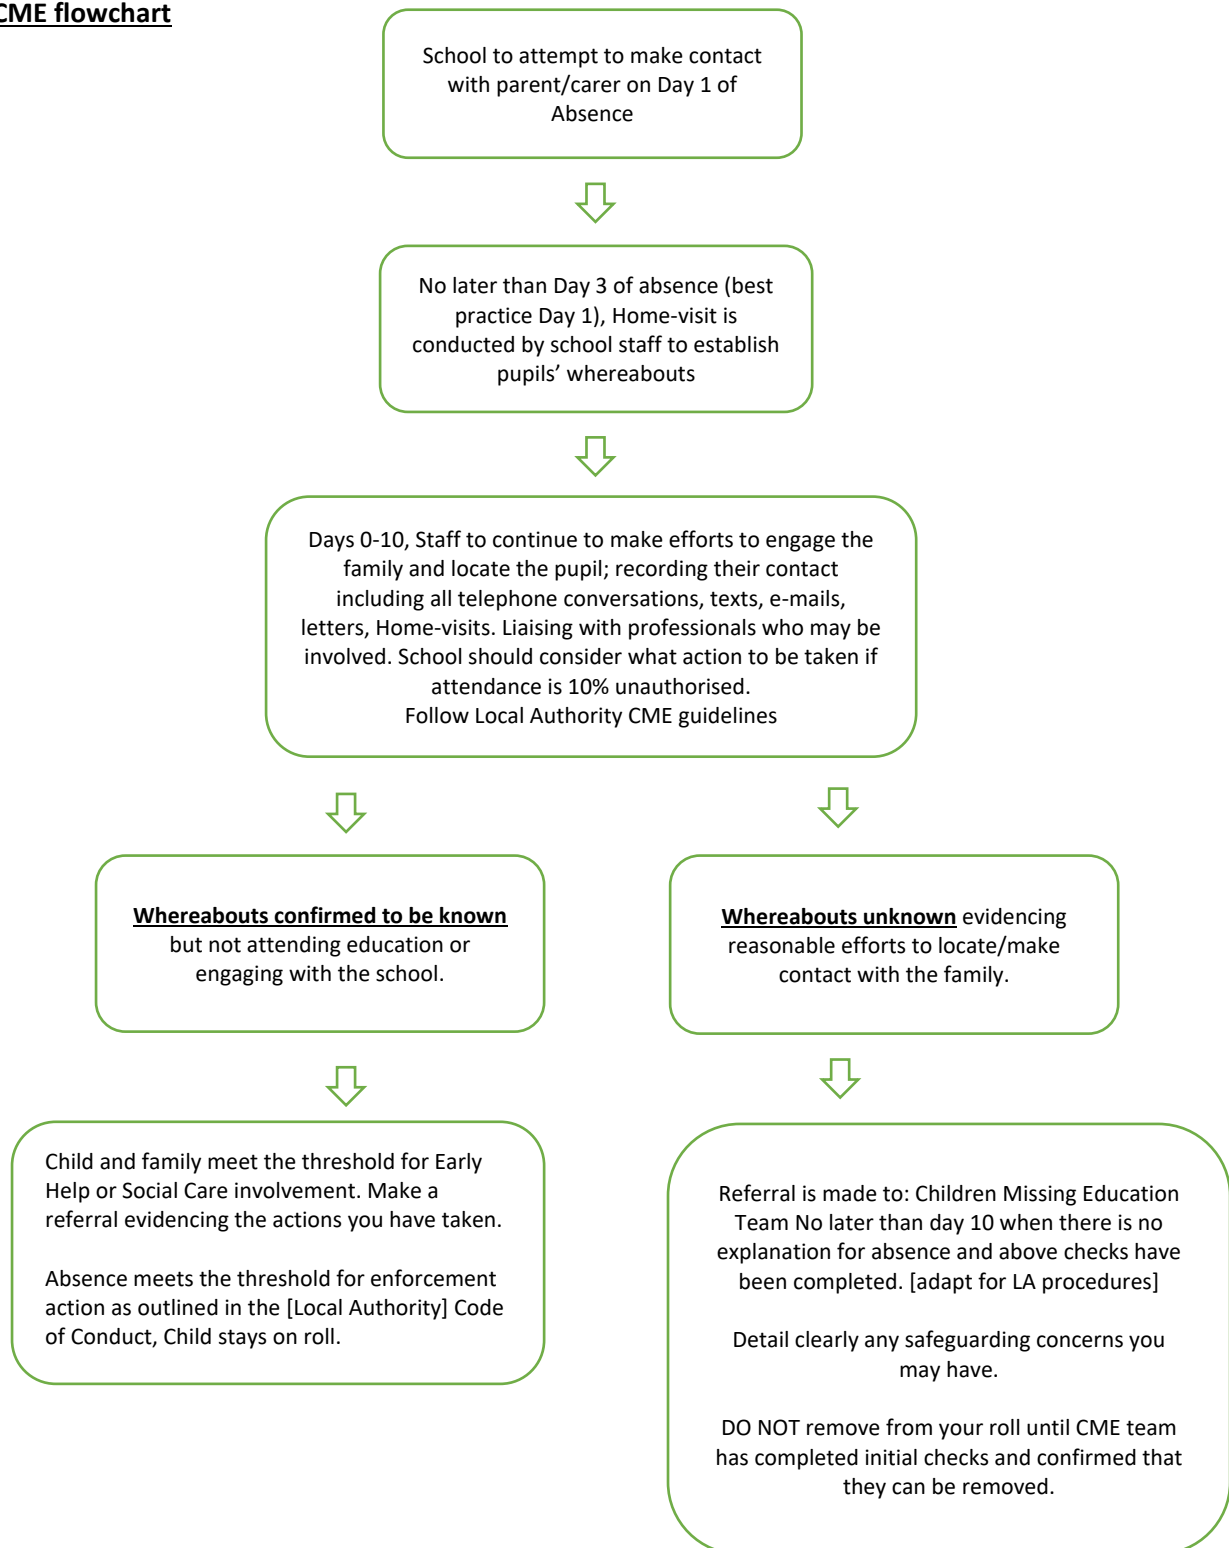 CME flowchart
School to attempt to make contact
with parent/carer on Day 1 of
Absence
No later than Day 3 of absence (best
practice Day 1), Home-visit is
conducted by school staff to establish
pupils’ whereabouts
Days 0-10, Staff to continue to make efforts to engage the
family and locate the pupil; recording their contact
including all telephone conversations, texts, e-mails,
letters, Home-visits. Liaising with professionals who may be
involved. School should consider what action to be taken if
attendance is 10% unauthorised.
Follow Local Authority CME guidelines
Whereabouts confirmed to be known
but not attending education or
engaging with the school.
Whereabouts unknown evidencing
reasonable efforts to locate/make
contact with the family.
Child and family meet the threshold for Early
Help or Social Care involvement. Make a
referral evidencing the actions you have taken.
Absence meets the threshold for enforcement
action as outlined in the [Local Authority] Code
of Conduct, Child stays on roll.
Referral is made to: Children Missing Education
Team No later than day 10 when there is no
explanation for absence and above checks have
been completed. [adapt for LA procedures]
Detail clearly any safeguarding concerns you
may have.
DO NOT remove from your roll until CME team
has completed initial checks and confirmed that
they can be removed.